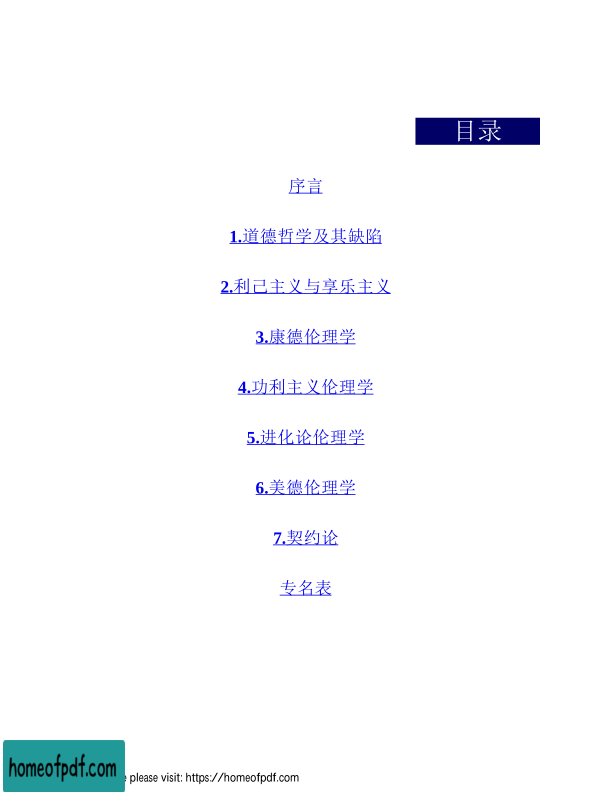 目录
序言
1.道德哲学及其缺陷
2.利己主义与享乐主义
3.康德伦理学
4.功利主义伦理学
5.进化论伦理学
6.美德伦理学
7.契约论
专名表
homeofpdf.com
please visit: https://homeofpdf.com